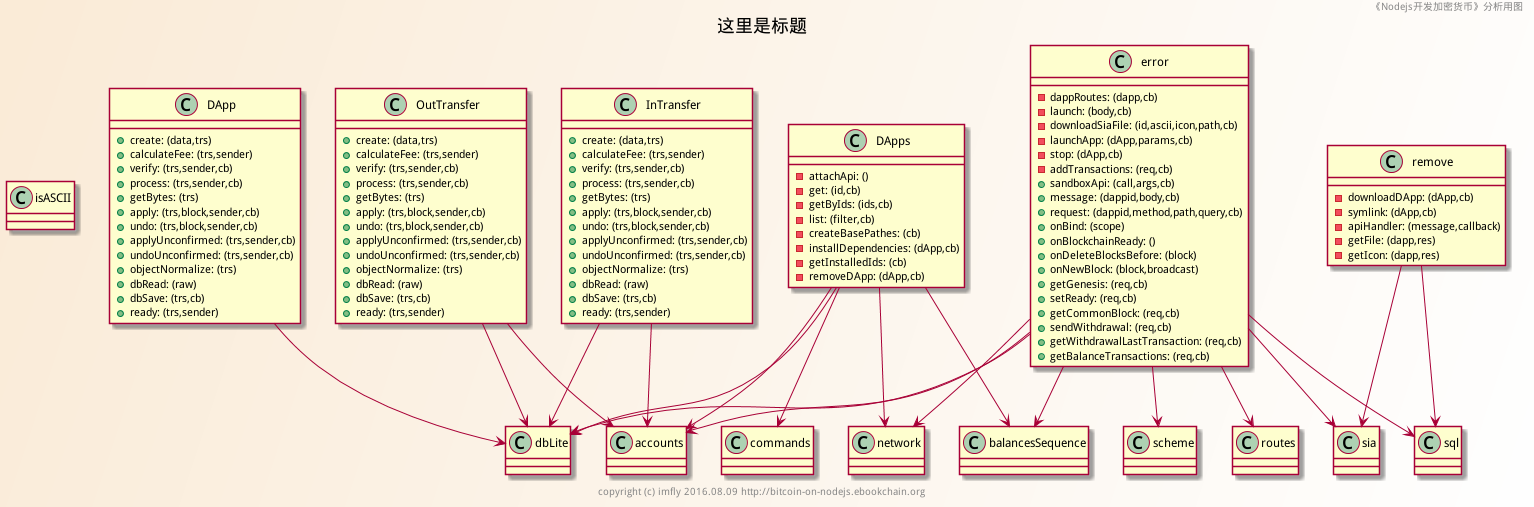 《Nodejs开发加密货币》分析用图
这里是标题
C isASCII
C DApp
create: (data,trs)
calculateFee: (trs,sender)
verify: (trs,sender,cb)
process: (trs,sender,cb)
getBytes: (trs)
apply: (trs,block,sender,cb)
undo: (trs,block,sender,cb)
applyUnconfirmed: (trs,sender,cb)
undoUnconfirmed: (trs,sender,cb)
objectNormalize: (trs)
dbRead: (raw)
dbSave: (trs,cb)
ready: (trs,sender)
C OutTransfer
create: (data,trs)
calculateFee: (trs,sender)
verify: (trs,sender,cb)
process: (trs,sender,cb)
getBytes: (trs)
apply: (trs,block,sender,cb)
undo: (trs,block,sender,cb)
applyUnconfirmed: (trs,sender,cb)
undoUnconfirmed: (trs,sender,cb)
objectNormalize: (trs)
dbRead: (raw)
dbSave: (trs,cb)
ready: (trs,sender)
C InTransfer
create: (data,trs)
calculateFee: (trs,sender)
verify: (trs,sender,cb)
process: (trs,sender,cb)
getBytes: (trs)
apply: (trs,block,sender,cb)
undo: (trs,block,sender,cb)
applyUnconfirmed: (trs,sender,cb)
undoUnconfirmed: (trs,sender,cb)
objectNormalize: (trs)
dbRead: (raw)
dbSave: (trs,cb)
ready: (trs,sender)
C DApps
attachApi: ()
get: (id,cb)
getByIds: (ids,cb)
list: (filter,cb)
createBasePathes: (cb)
installDependencies: (dApp,cb)
getInstalledIds: (cb)
removeDApp: (dApp,cb)
C error
dappRoutes: (dapp,cb)
launch: (body,cb)
downloadSiaFile: (id,ascii,icon,path,cb)
launchApp: (dApp,params,cb)
stop: (dApp,cb)
addTransactions: (req,cb)
sandboxApi: (call,args,cb)
message: (dappid,body,cb)
request: (dappid,method,path,query,cb)
onBind: (scope)
onBlockchainReady: ()
onDeleteBlocksBefore: (block)
onNewBlock: (block,broadcast)
getGenesis: (req,cb)
setReady: (req,cb)
getCommonBlock: (req,cb)
sendWithdrawal: (req,cb)
getWithdrawalLastTransaction: (req,cb)
getBalanceTransactions: (req,cb)
C remove
downloadDApp: (dApp,cb)
symlink: (dApp,cb)
apiHandler: (message,callback)
getFile: (dapp,res)
getIcon: (dapp,res)
C dbLite
C accounts
C commands
C network
C balancesSequence
C scheme
C routes
C sia
C sql
copyright (c) imfly 2016.08.09 http://bitcoin-on-nodejs.ebookchain.org